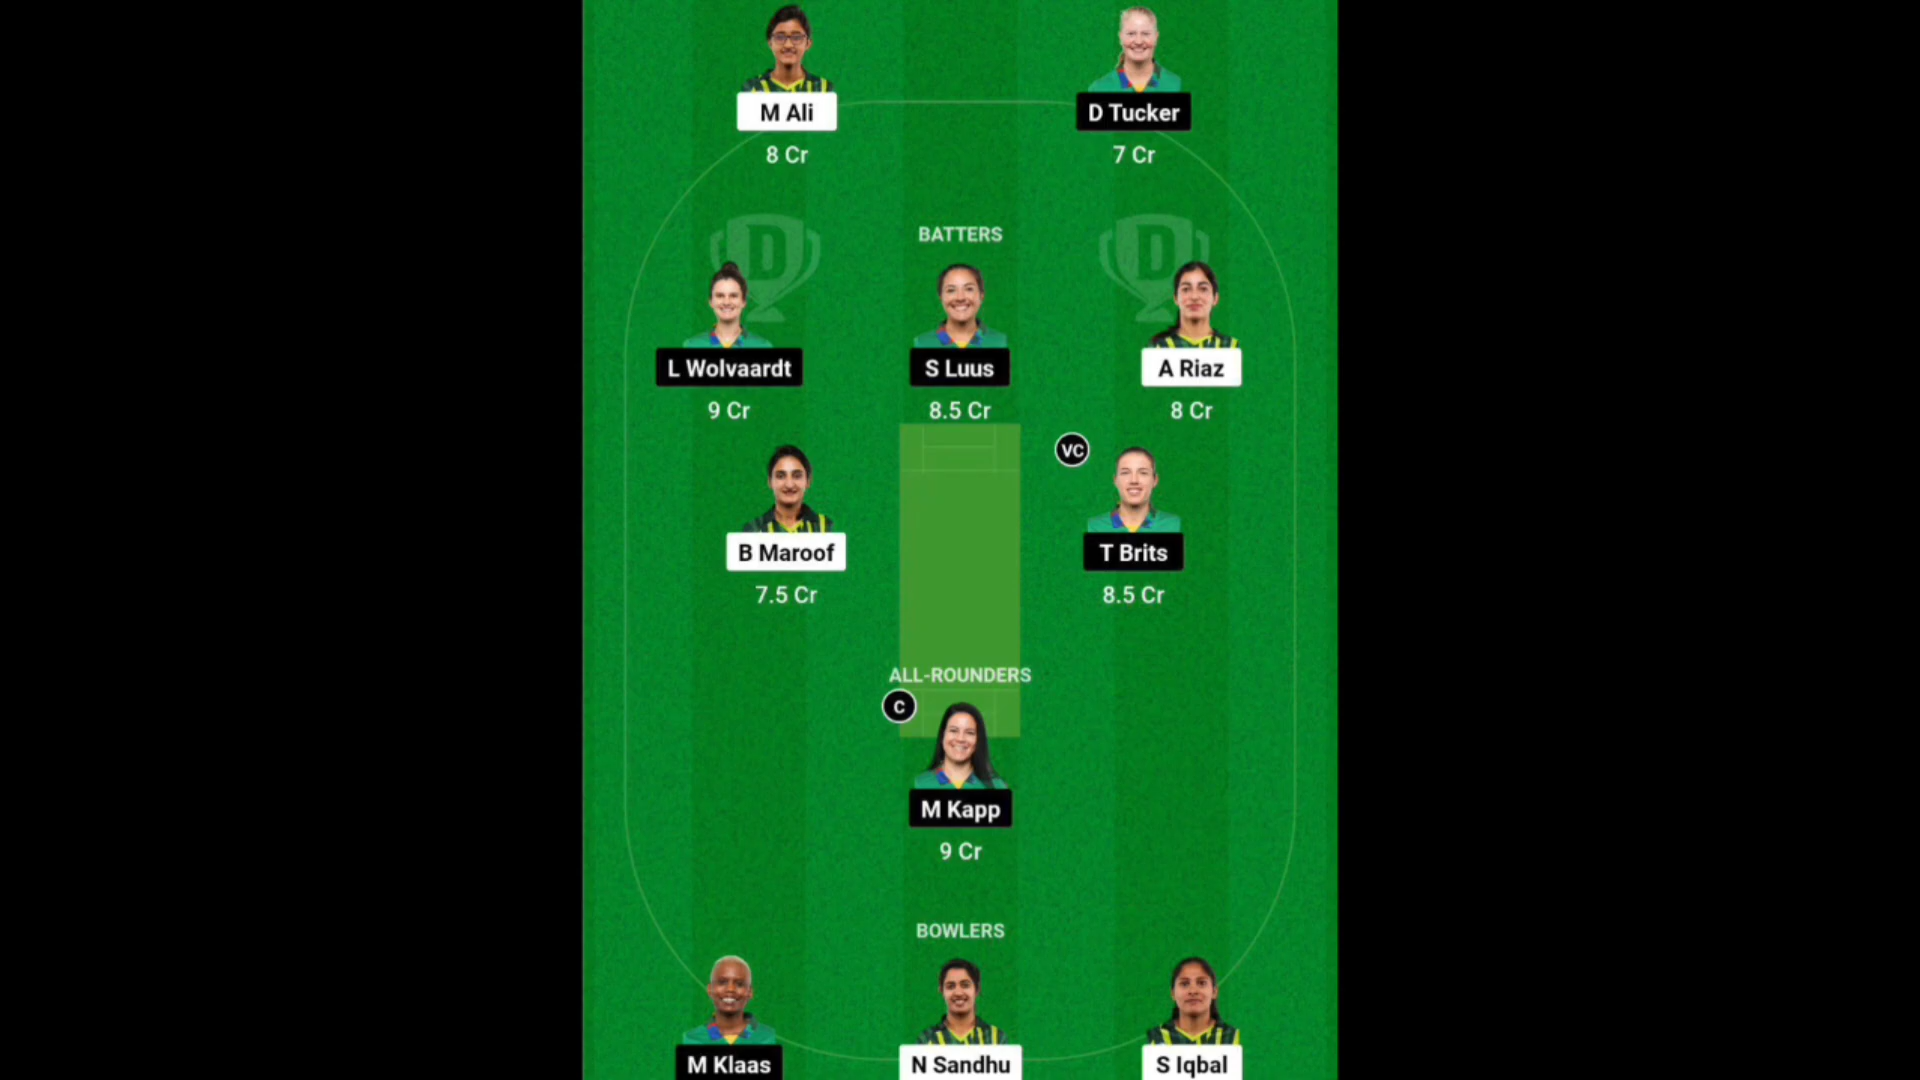 M Ali
D Tucker
8 Cr
7 Cr
D
D
BATTERS
L Wolvaardt
S Luus
A Riaz
9 Cr
8.5 Cr
8 Cr
VC
B Maroof
T Brits
7.5 Cr
8.5 Cr
ALL-ROUNDERS
C
M Kapp
9 Cr
BOWLERS
M Klaas
N Sandhu
S Iqbal